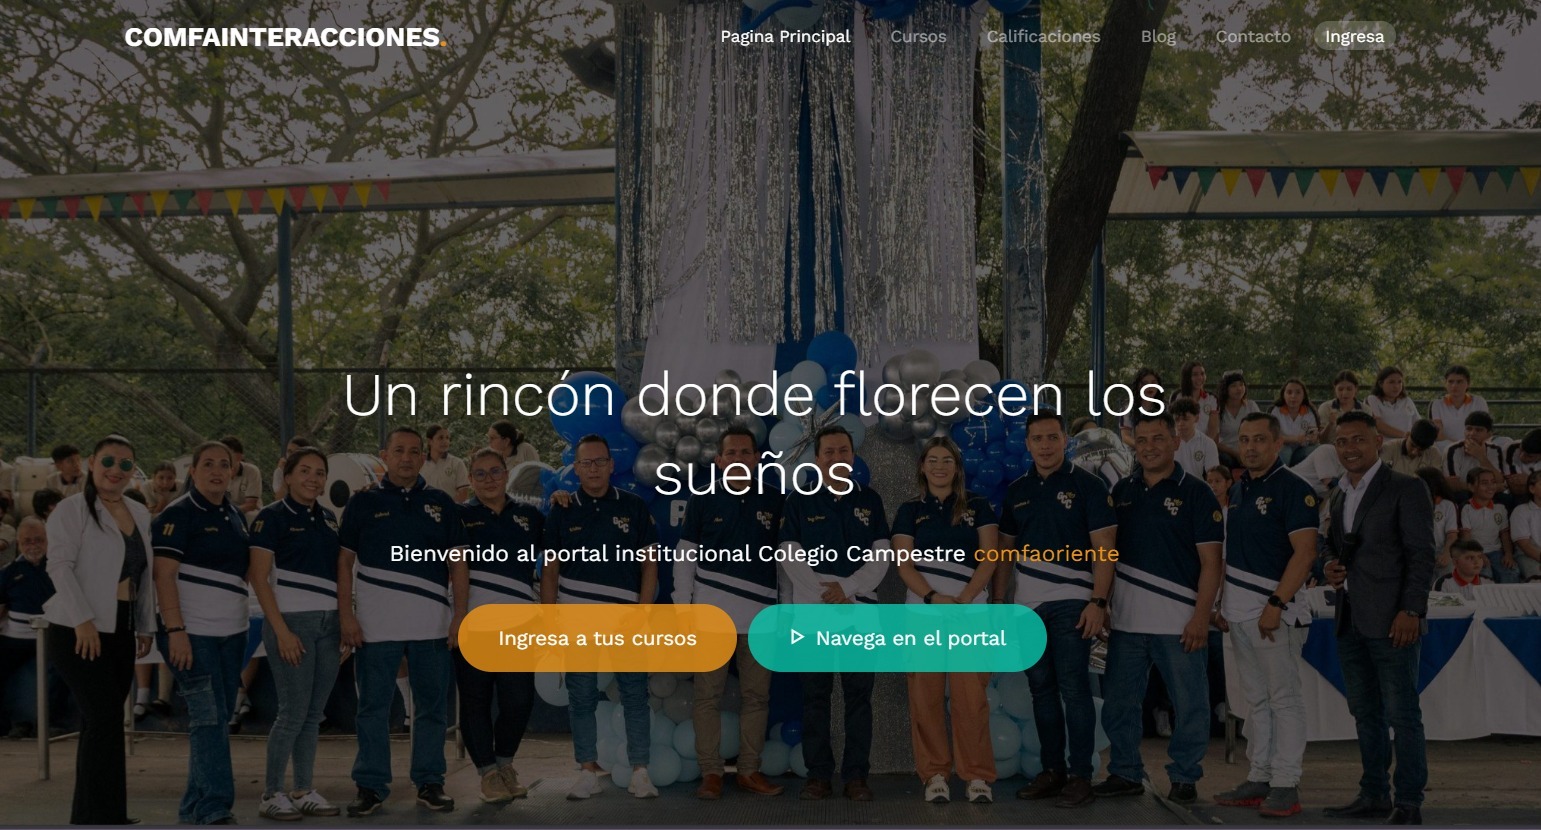 COMFAINTERACCIONES.
Pagina Principal
Cursos
Calificaciones
Blog
Contacto
Ingresa
Un rincón donde florecen los
sueños
Bienvenido al portal institucional Colegio Campestre comfaoriente
Ingresa a tus cursos
Navega en el portal
11